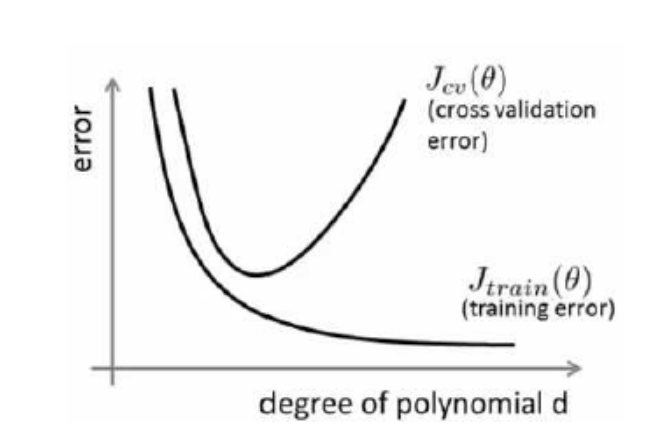 J_cv(θ)
(cross validation
error)
error
J_train(θ)
(training error)
degree of polynomial d